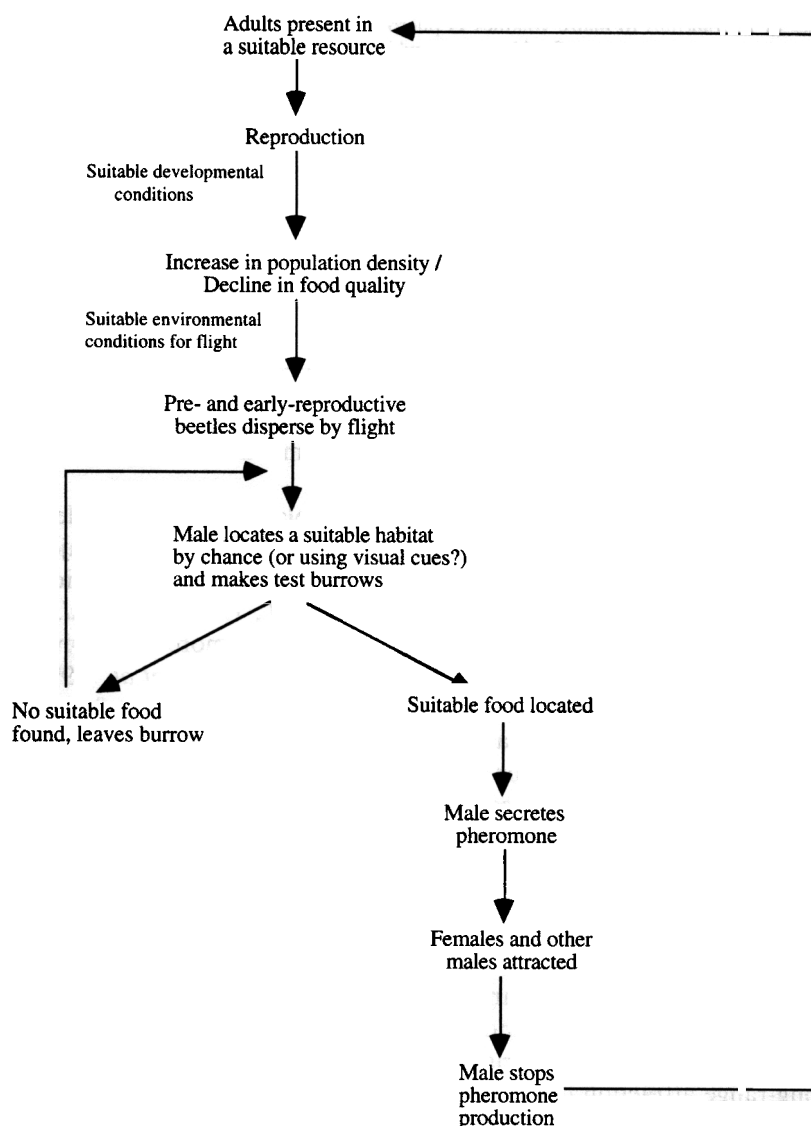 Adults present in
a suitable resource
Reproduction
Suitable developmental
conditions
Increase in population density /
Decline in food quality
Suitable environmental
conditions for flight
Pre- and early-reproductive
beetles disperse by flight
Male locates a suitable habitat
by chance (or using visual cues?)
and makes test burrows
No suitable food
found, leaves burrow
Suitable food located
Male secretes
pheromone
Females and other
males attracted
Male stops
pheromone
production